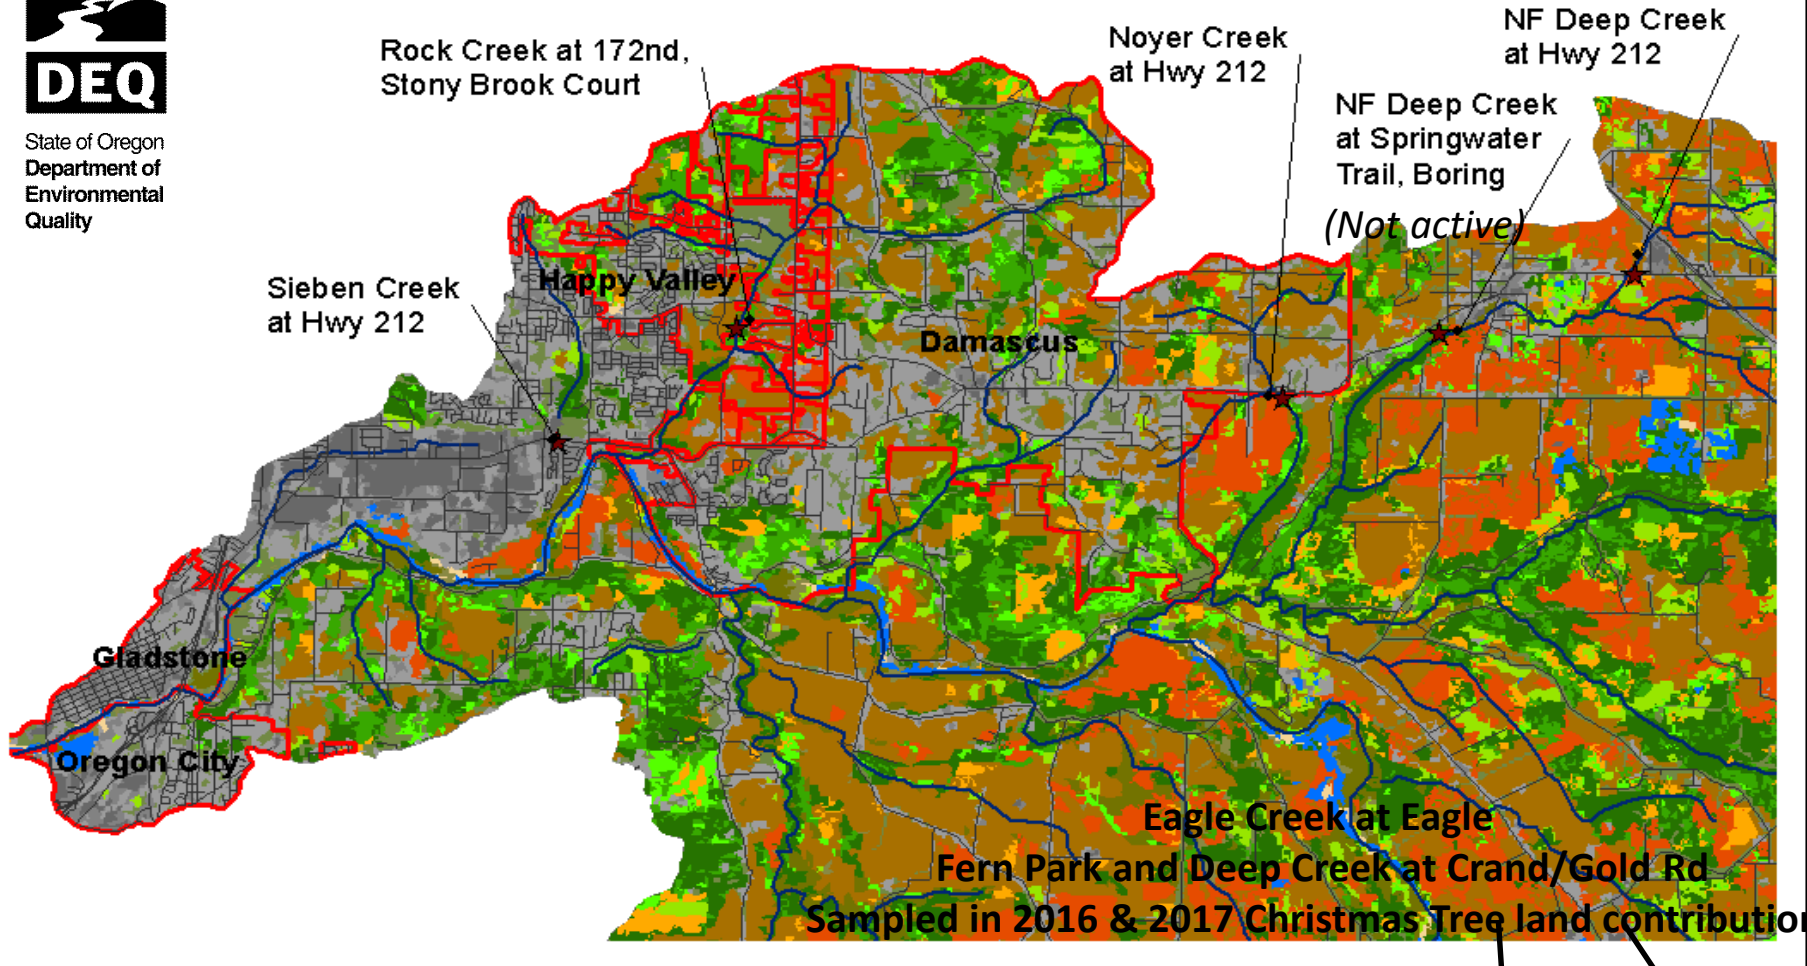 DEQ
State of Oregon
Department of
Environmental
Quality
Rock Creek at 172nd,
Stony Brook Court
Noyer Creek
at Hwy 212
NF Deep Creek
at Hwy 212
NF Deep Creek
at Springwater
Trail, Boring
(Not active)
Sieben Creek
at Hwy 212
Happy Valley
Damascus
Gladstone
Oregon City
Eagle Creek at Eagle
Fern Park and Deep Creek at Crand/Gold Rd
Sampled in 2016 & 2017 Christmas Tree land contribution